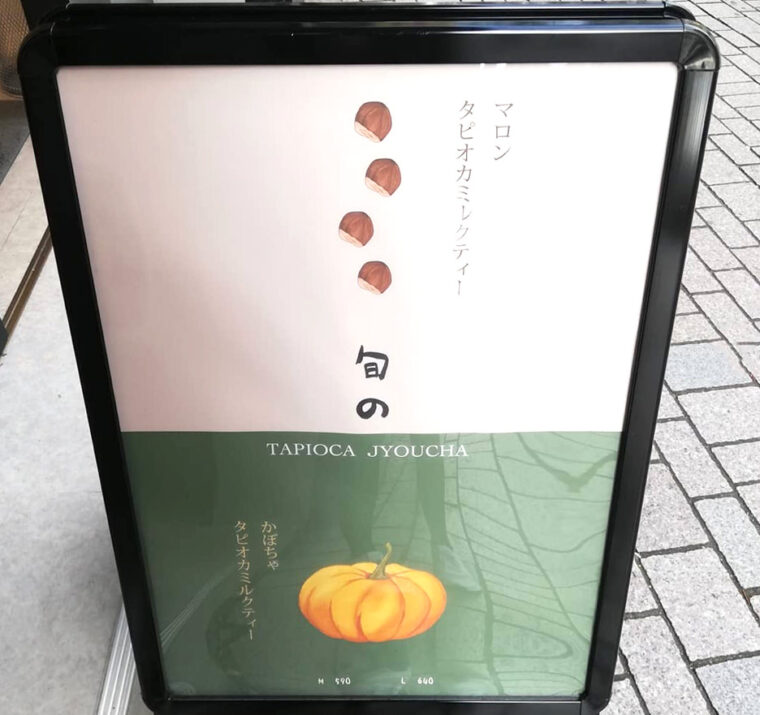 マロン
タピオカミルクティー
旬の
TAPIOCA JYOUCHA
かぼちゃ
タピオカミルクティー
M 590 L 640